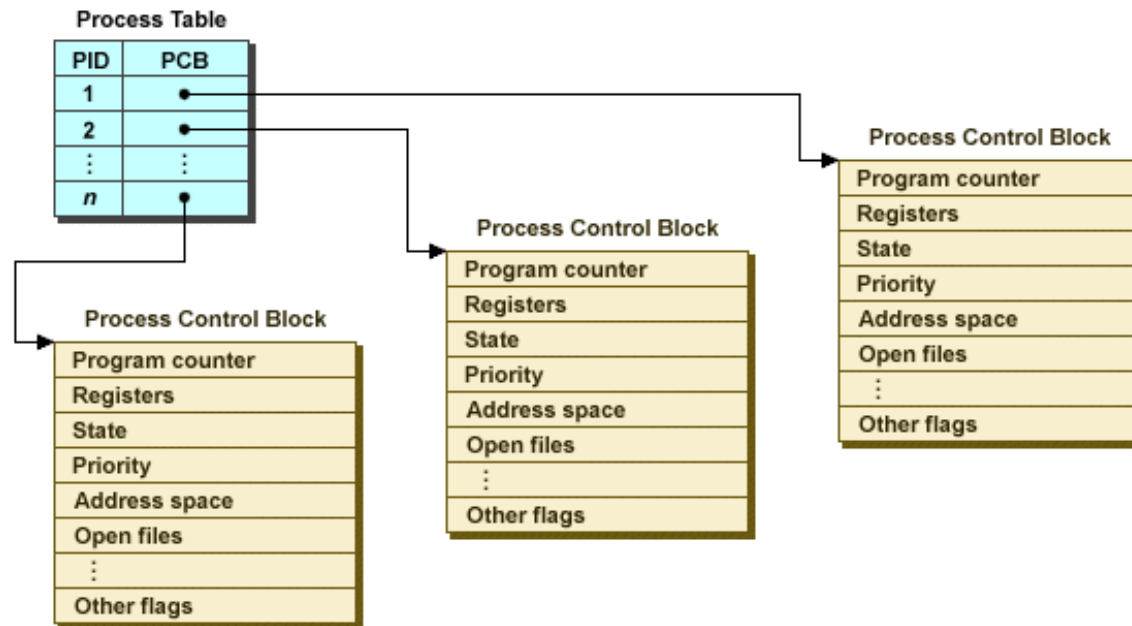 Process Table
PID PCB
1
2
⋮ ⋮
n
Process Control Block
Program counter
Registers
State
Priority
Address space
Open files
⋮
Other flags
Process Control Block
Program counter
Registers
State
Priority
Address space
Open files
⋮
Other flags
Process Control Block
Program counter
Registers
State
Priority
Address space
Open files
⋮
Other flags